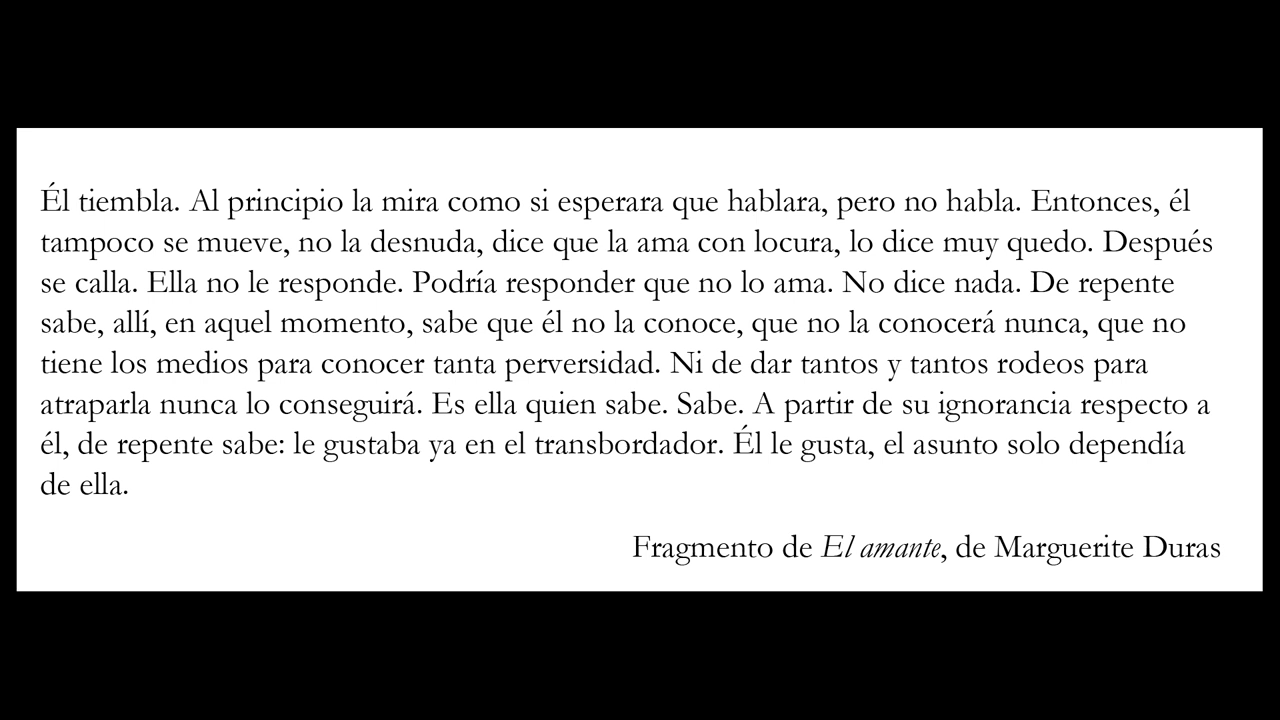 Él tiembla. Al principio la mira como si esperara que hablara, pero no habla. Entonces, él
tampoco se mueve, no la desnuda, dice que la ama con locura, lo dice muy quedo. Después
se calla. Ella no le responde. Podría responder que no lo ama. No dice nada. De repente
sabe, allí, en aquel momento, sabe que él no la conoce, que no la conocerá nunca, que no
tiene los medios para conocer tanta perversidad. Ni de dar tantos y tantos rodeos para
atraparla nunca lo conseguirá. Es ella quien sabe. Sabe. A partir de su ignorancia respecto a
él, de repente sabe: le gustaba ya en el transbordador. Él le gusta, el asunto solo dependía
de ella.
Fragmento de El amante, de Marguerite Duras